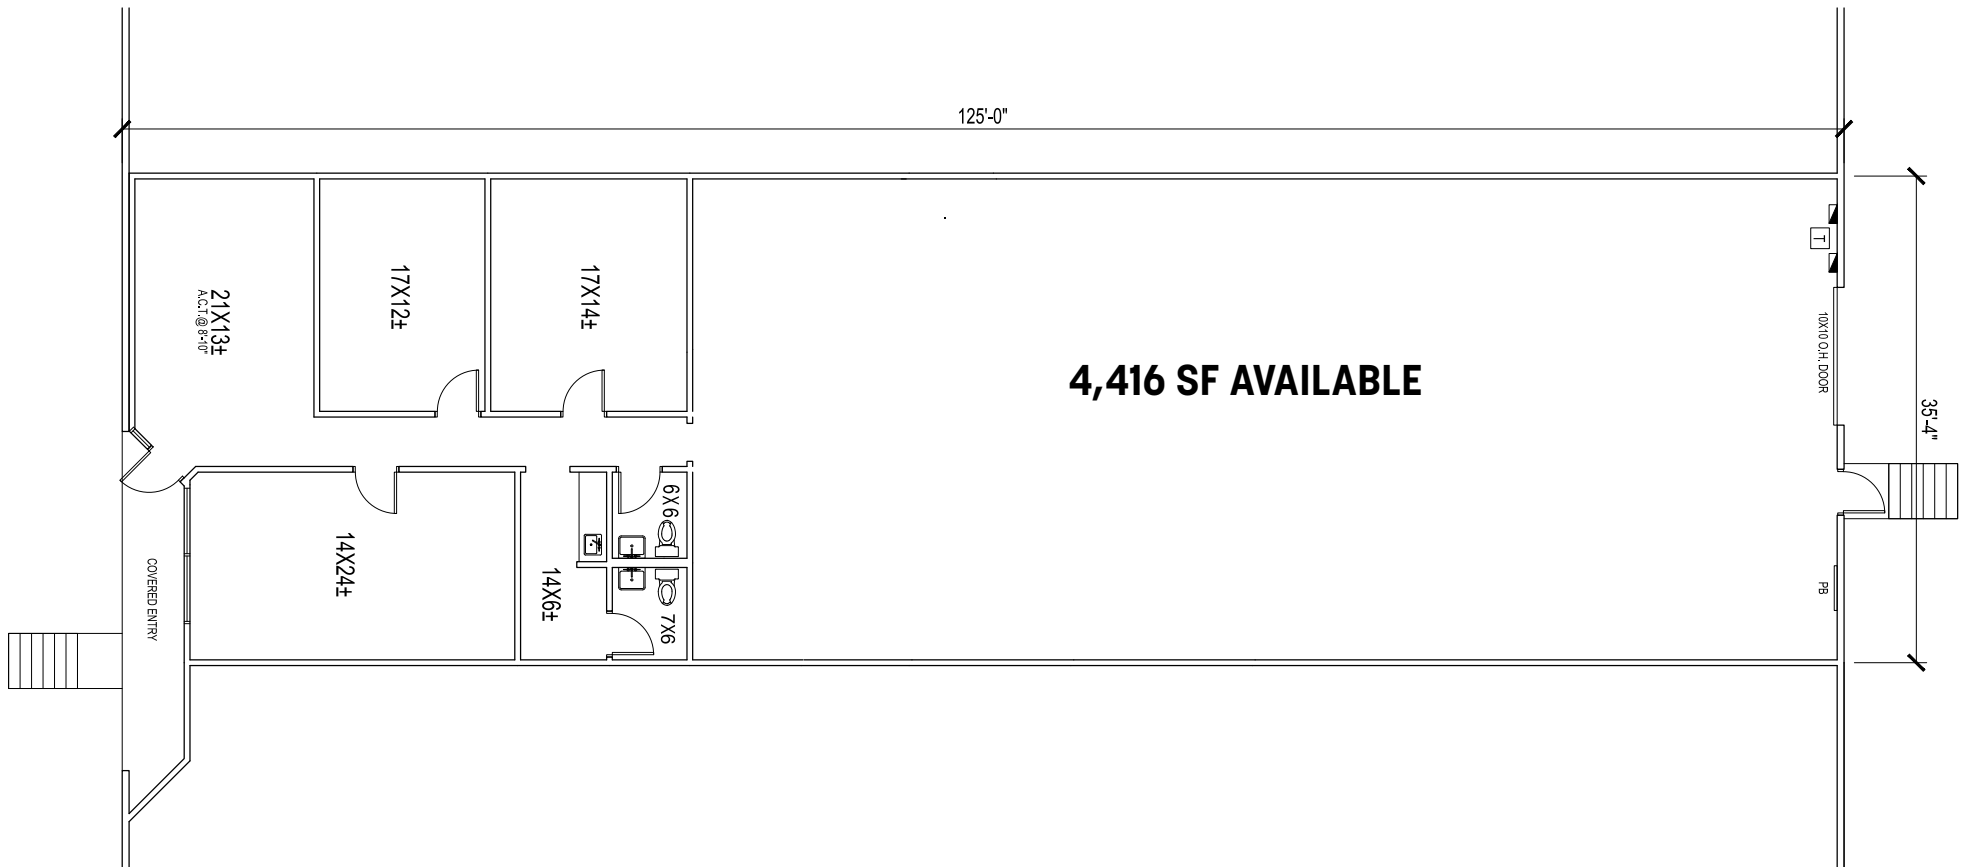 125'-0"
21X13±
A.C.T.@ 8'-10"
17X12±
17X14±
4,416 SF AVAILABLE
T
10X10 O.H. DOOR
35'-4"
COVERED ENTRY
14X24±
14X6±
6X6
7X6
PB